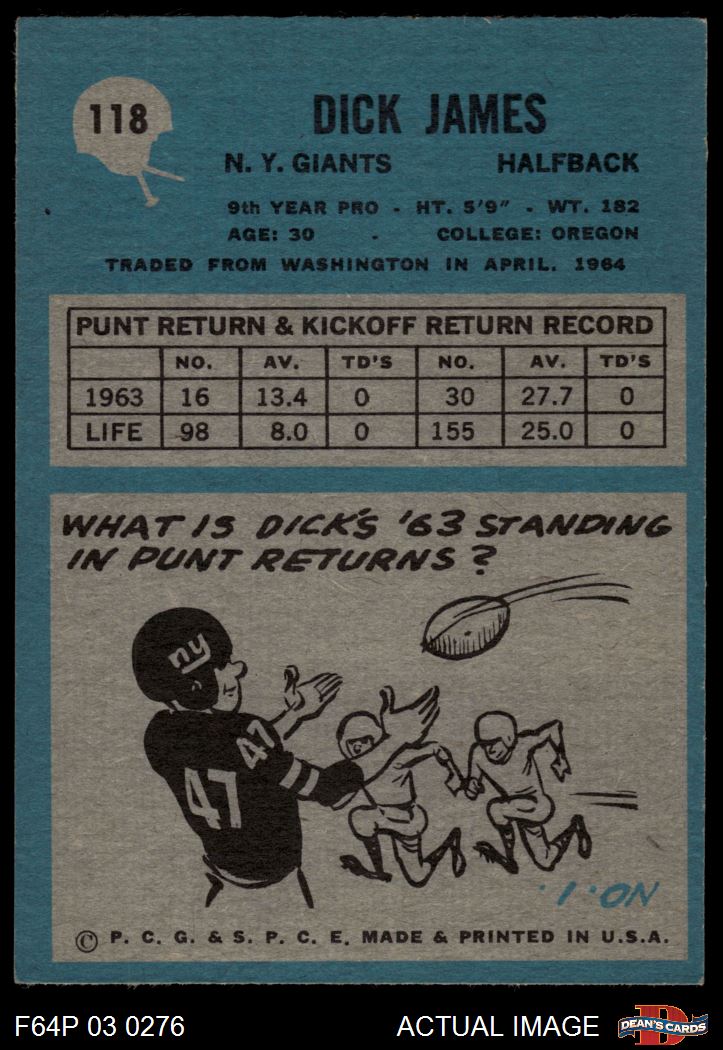 118
DICK JAMES
N. Y. GIANTS HALFBACK
9th YEAR PRO - HT. 5'9" - WT. 182
AGE: 30 - COLLEGE: OREGON
TRADED FROM WASHINGTON IN APRIL, 1964
PUNT RETURN & KICKOFF RETURN RECORD
NO. AV. TD'S NO. AV. TD'S
1963 16 13.4 0 30 27.7 0
LIFE 98 8.0 0 155 25.0 0
WHAT IS DICK'S '63 STANDING
IN PUNT RETURNS?
ny
47
47
NO. 1.
© P. C. G. & S. P. C. E. MADE & PRINTED IN U.S.A.
F64P 03 0276 ACTUAL IMAGE
D
DEAN'S CARDS